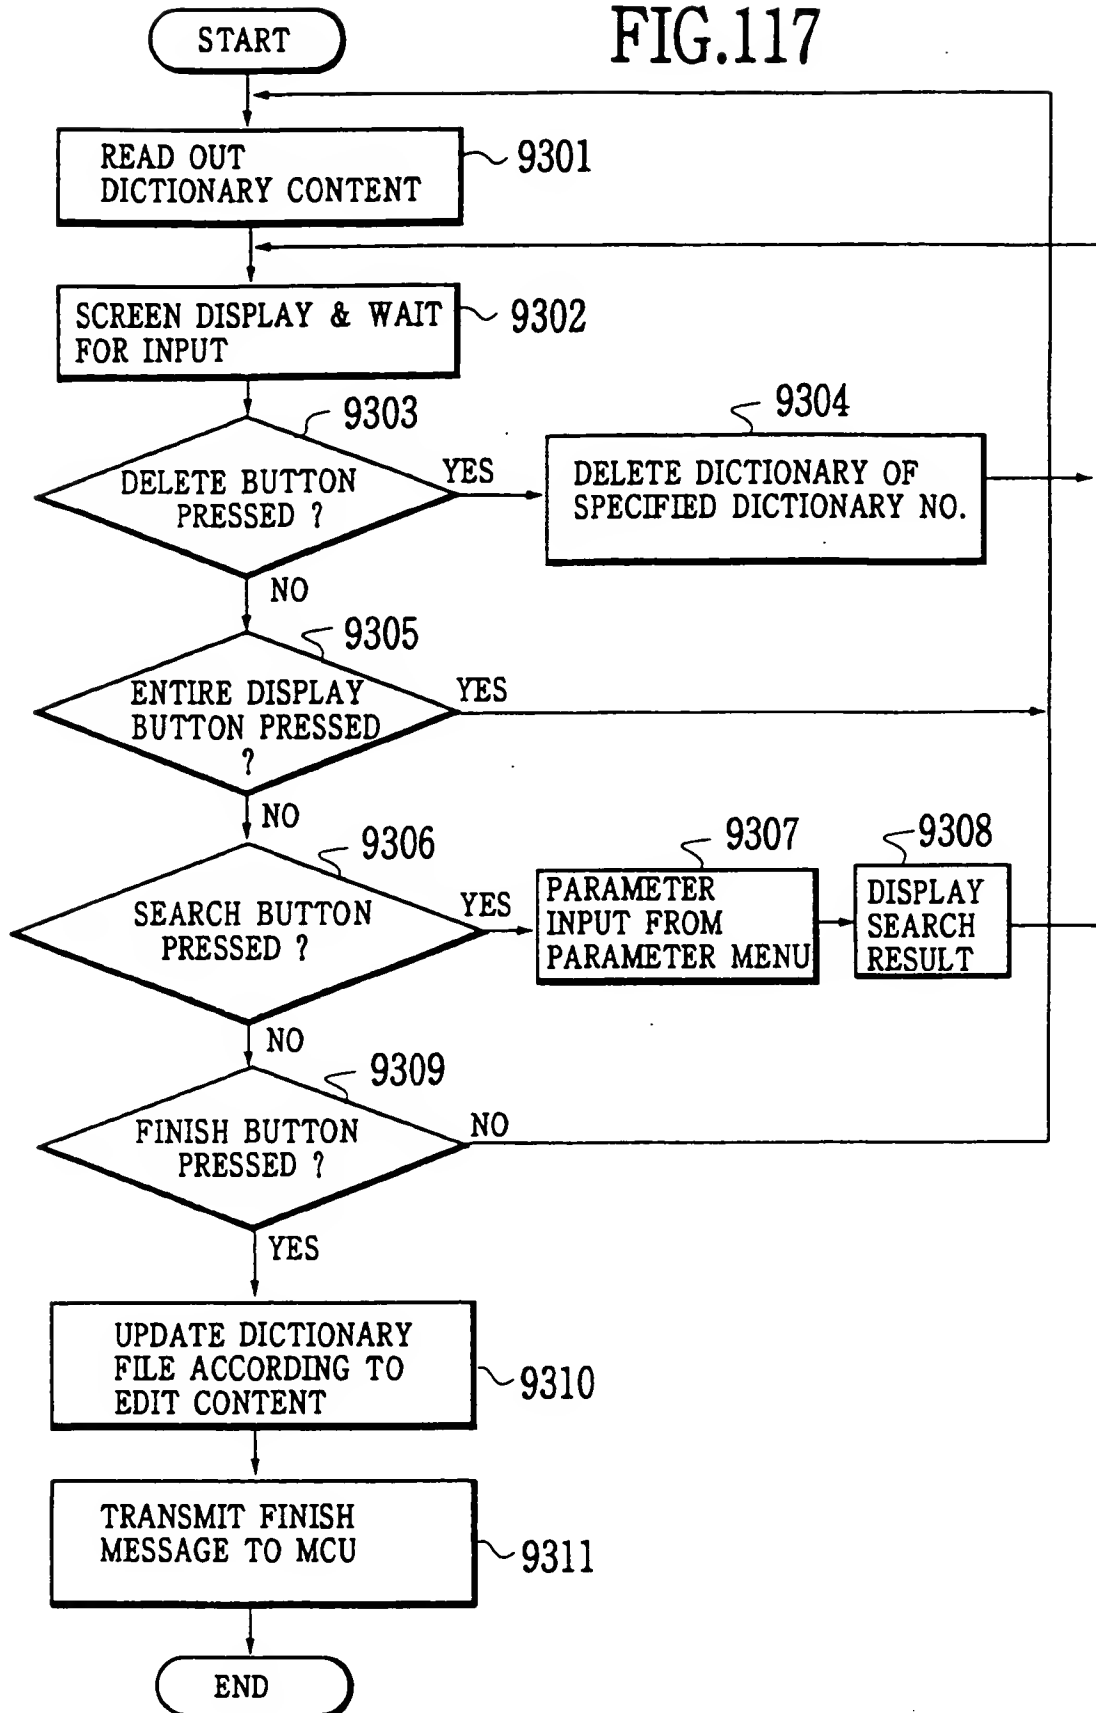 FIG.117
START
READ OUT
DICTIONARY CONTENT
9301
SCREEN DISPLAY & WAIT
FOR INPUT
9302
9303
DELETE BUTTON
PRESSED ?
YES
NO
9304
DELETE DICTIONARY OF
SPECIFIED DICTIONARY NO.
9305
ENTIRE DISPLAY
BUTTON PRESSED
?
YES
NO
9306
SEARCH BUTTON
PRESSED ?
YES
NO
9307
PARAMETER
INPUT FROM
PARAMETER MENU
9308
DISPLAY
SEARCH
RESULT
9309
FINISH BUTTON
PRESSED ?
NO
YES
UPDATE DICTIONARY
FILE ACCORDING TO
EDIT CONTENT
9310
TRANSMIT FINISH
MESSAGE TO MCU
9311
END